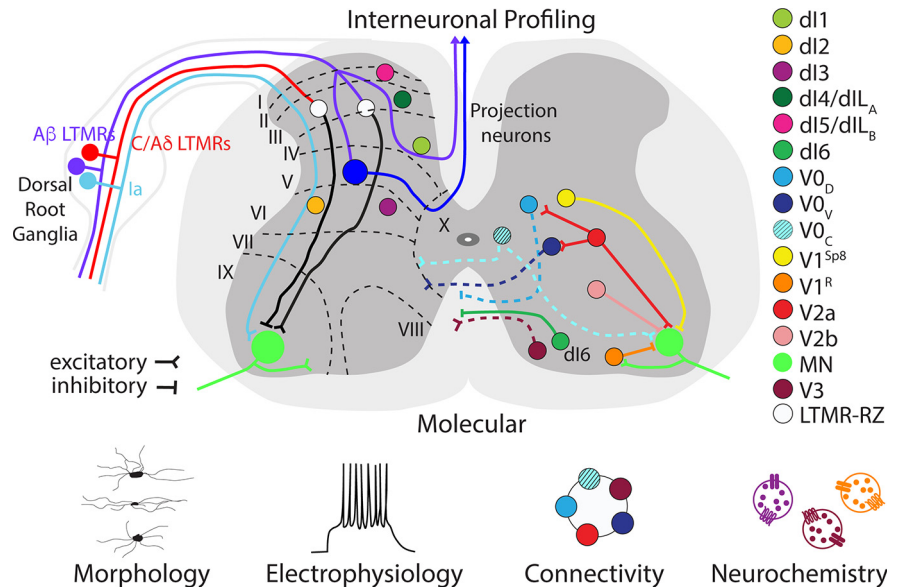 Interneuronal Profiling
Aβ LTMRs
C/Aδ LTMRs
Ia
Dorsal
Root
Ganglia
I
II
III
IV
V
VI
VII
IX
VIII
X
Projection
neurons
dI6
excitatory
inhibitory
dI1
dI2
dI3
dI4/dILA
dI5/dILB
dI6
V0D
V0V
V0C
V1Sp8
V1R
V2a
V2b
MN
V3
LTMR-RZ
Molecular
Morphology
Electrophysiology
Connectivity
Neurochemistry